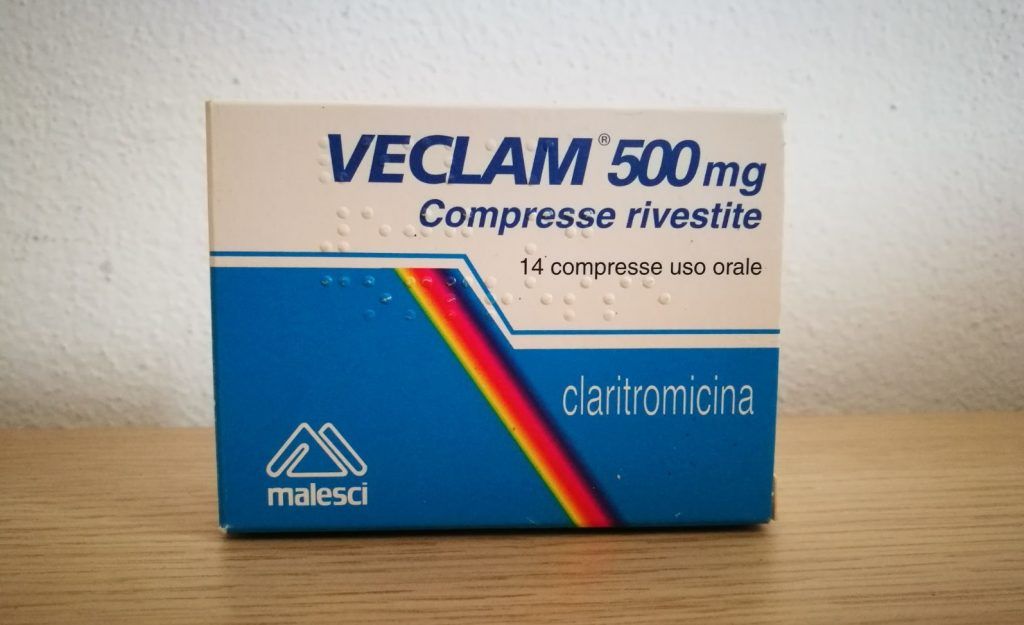 VECLAM® 500 mg
Compresse rivestite
14 compresse uso orale
claritromicina
malesci